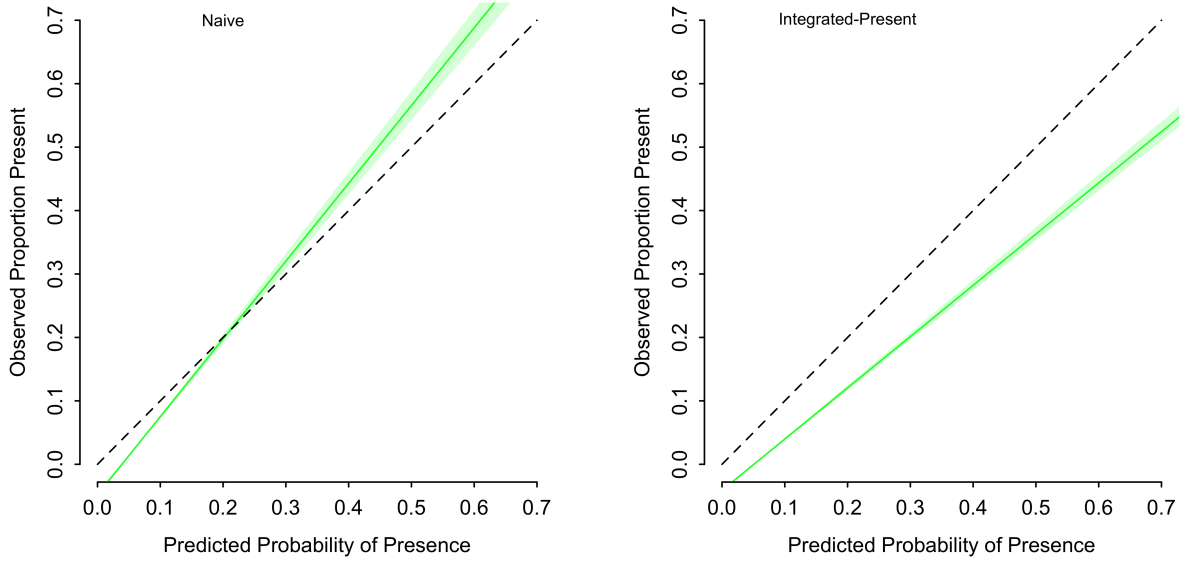 Naive
Observed Proportion Present
0.7
0.6
0.5
0.4
0.3
0.2
0.1
0.0
0.0 0.1 0.2 0.3 0.4 0.5 0.6 0.7
Predicted Probability of Presence
Integrated-Present
Observed Proportion Present
0.7
0.6
0.5
0.4
0.3
0.2
0.1
0.0
0.0 0.1 0.2 0.3 0.4 0.5 0.6 0.7
Predicted Probability of Presence